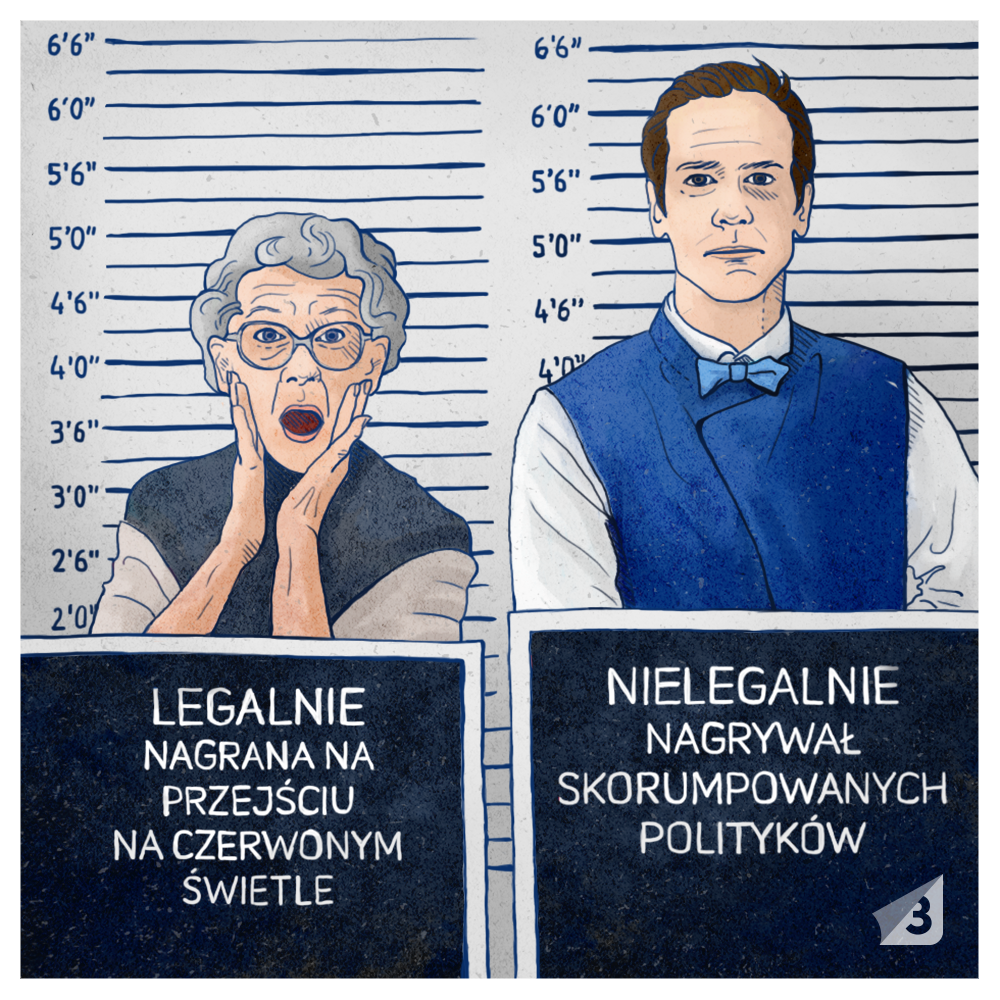 6'6"
6'0"
5'6"
5'0"
4'6"
4'0"
3'6"
3'0"
2'6"
2'0"
6'6"
6'0"
5'6"
5'0"
4'6"
4'0"
LEGALNIE
NAGRANA NA
PRZEJŚCIU
NA CZERWONYM
ŚWIETLE
NIELEGALNIE
NAGRYWAŁ
SKORUMPOWANYCH
POLITYKÓW
3